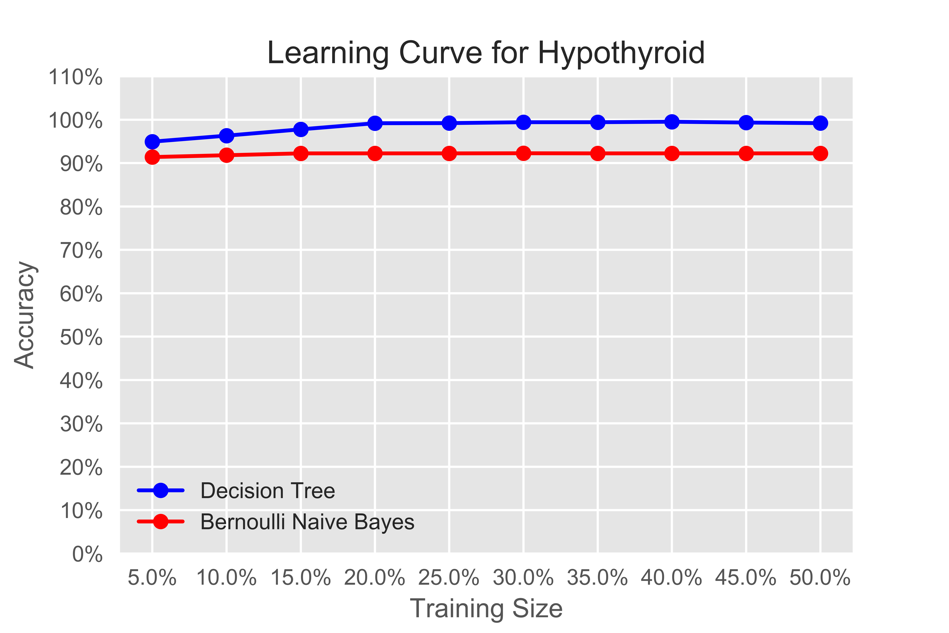 Learning Curve for Hypothyroid
110%
100%
90%
80%
70%
60%
50%
40%
30%
20%
10%
0%
Accuracy
Decision Tree
Bernoulli Naive Bayes
5.0% 10.0% 15.0% 20.0% 25.0% 30.0% 35.0% 40.0% 45.0% 50.0%
Training Size